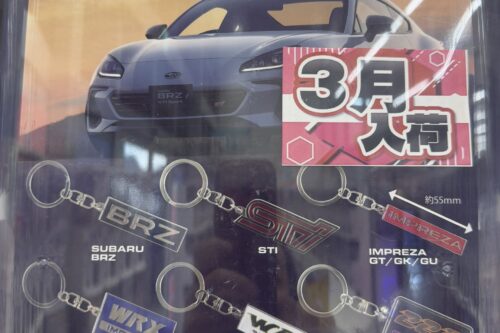 BRZ
3月
入荷
約55mm
BRZ
STI
IMPREZA
SUBARU
BRZ
STI
IMPREZA
GT/GK/GU
WRX